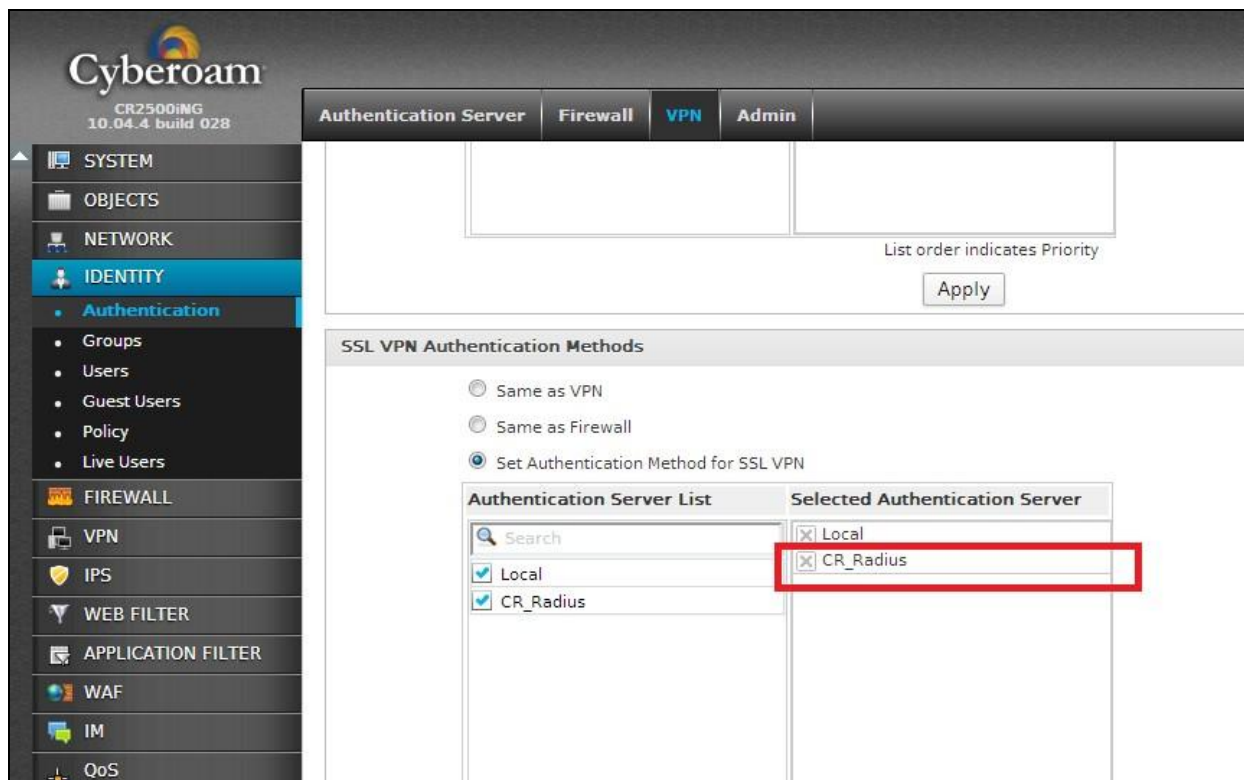 Cyberoam
CR2500iNG
10.04.4 build 028
Authentication Server Firewall VPN Admin
SYSTEM
OBJECTS
NETWORK
IDENTITY
Authentication
Groups
Users
Guest Users
Policy
Live Users
FIREWALL
VPN
IPS
WEB FILTER
APPLICATION FILTER
WAF
IM
QoS
List order indicates Priority
Apply
SSL VPN Authentication Methods
Same as VPN
Same as Firewall
Set Authentication Method for SSL VPN
Authentication Server List Selected Authentication Server
Search
Local
CR_Radius
Local
CR_Radius